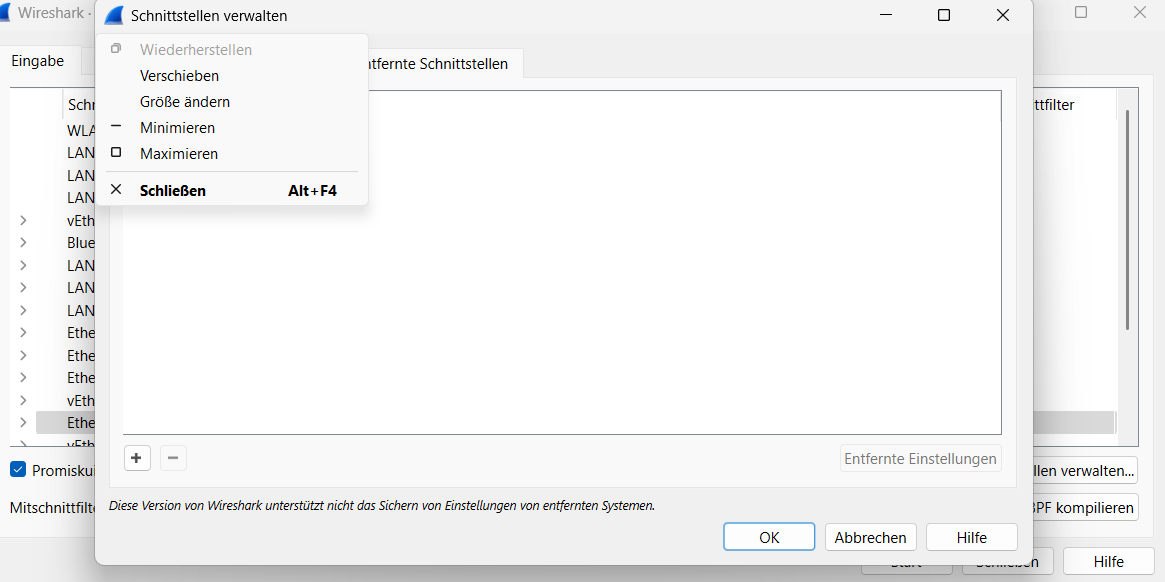 Wireshark ·
Schnittstellen verwalten
Wiederherstellen
Verschieben
Größe ändern
Minimieren
Maximieren
Schließen Alt+F4
Eingabe
ntfernte Schnittstellen
Schn
ttfilter
WLA
LAN
LAN
LAN
vEth
Blue
LAN
LAN
LAN
Ethe
Ethe
Ethe
vEth
Ethe
vEth
+
−
Entfernte Einstellungen
Promiskui
llen verwalten...
Diese Version von Wireshark unterstützt nicht das Sichern von Einstellungen von entfernten Systemen.
Mitschnittfilte
BPF kompilieren
OK Abbrechen Hilfe
Start Schließen Hilfe